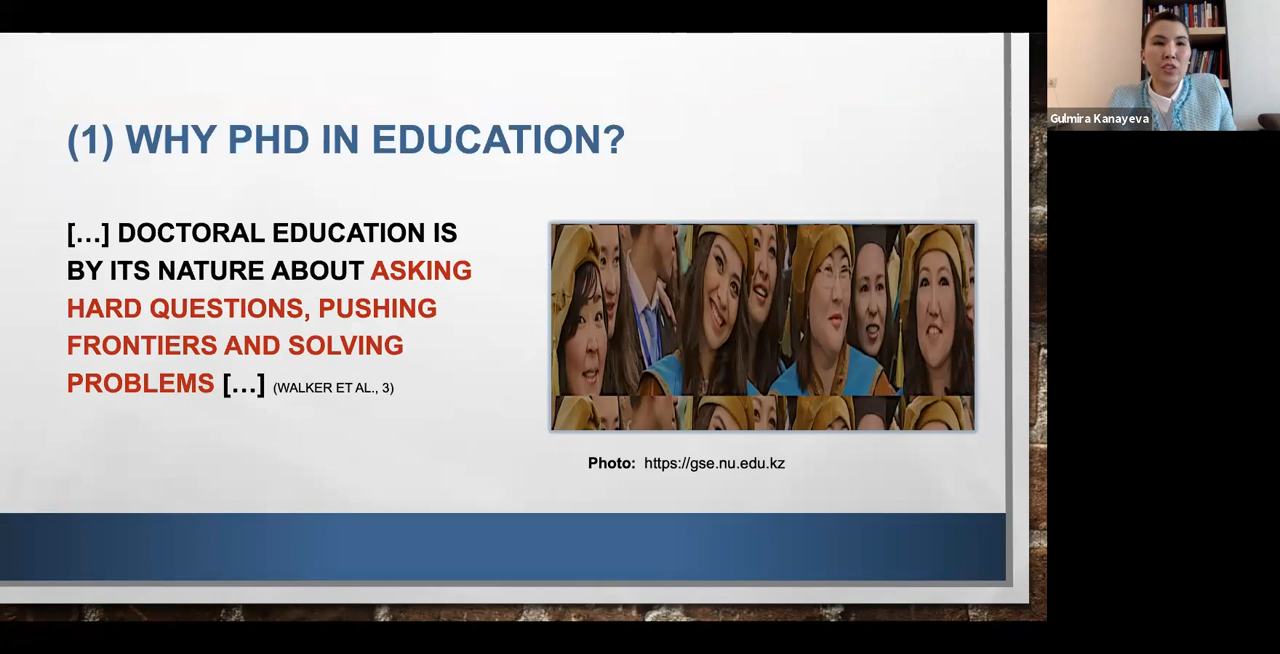 (1) WHY PHD IN EDUCATION?
[…] DOCTORAL EDUCATION IS
BY ITS NATURE ABOUT ASKING
HARD QUESTIONS, PUSHING
FRONTIERS AND SOLVING
PROBLEMS […] (WALKER ET AL., 3)
Photo: https://gse.nu.edu.kz
Gulmira Kanayeva